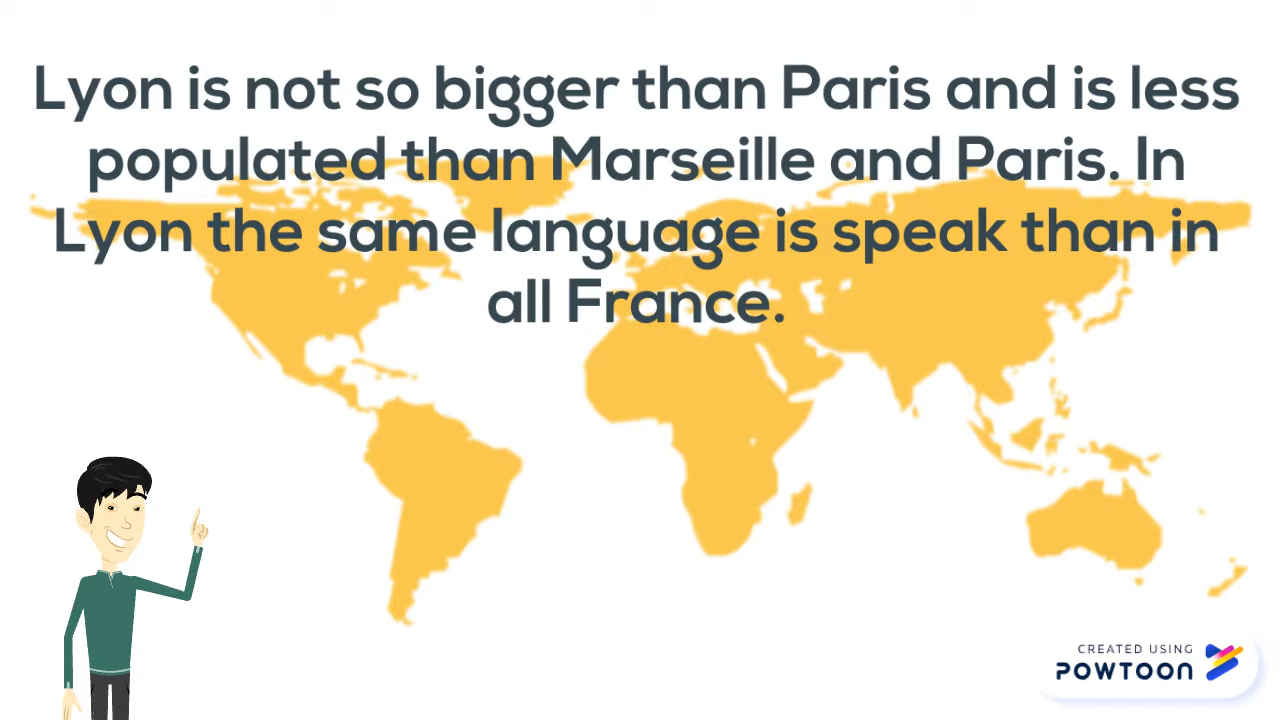 Lyon is not so bigger than Paris and is less
populated than Marseille and Paris. In
Lyon the same language is speak than in
all France.
CREATED USING
POWTOON